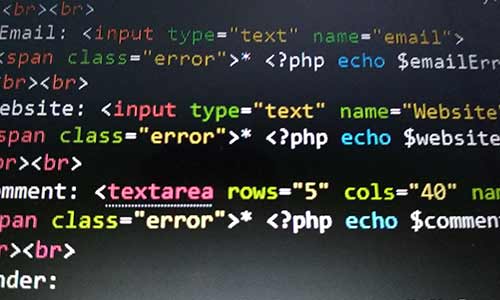 <br><br>
Email: <input type="text" name="email">
<span class="error">* <?php echo $emailErr
<br><br>
ebsite: <input type="text" name="Website"
span class="error">* <?php echo $website
br><br>
omment: <textarea rows="5" cols="40" nam
pan class="error">* <?php echo $commen
r><br>
nder: